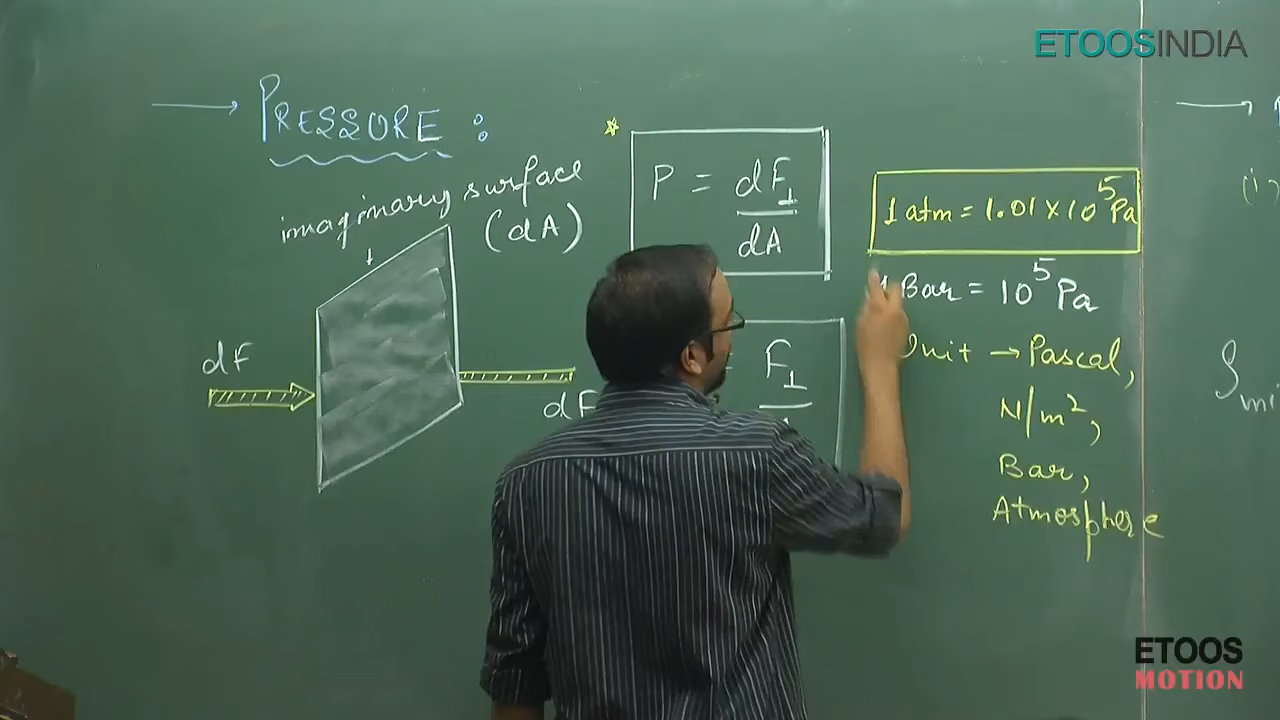 ETOOSINDIA
→ PRESSURE :
imaginary surface
(dA)
dF
dF
* P = dF⊥
dA
F⊥
1 atm = 1.01 x 10⁵ Pa
1 Bar = 10⁵ Pa
Unit → Pascal,
N/m²,
Bar,
Atmosphere
(i)
ETOOS
MOTION